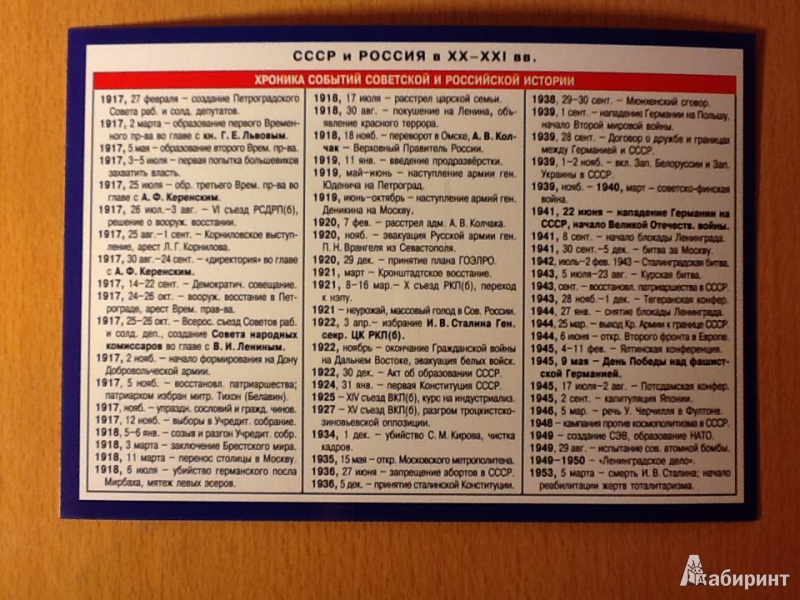 СССР и РОССИЯ в XX–XXI вв.
ХРОНИКА СОБЫТИЙ СОВЕТСКОЙ И РОССИЙСКОЙ ИСТОРИИ
1917, 27 февраля – создание Петроградского
Совета раб. и солд. депутатов.
1917, 2 марта – образование первого Времен-
ного пр-ва во главе с кн. Г. Е. Львовым.
1917, 5 мая – образование второго Врем. пр-ва.
1917, 3–5 июля – первая попытка большевиков
захватить власть.
1917, 25 июля – обр. третьего Врем. пр-ва во
главе с А. Ф. Керенским.
1917, 26 июл.–3 авг. – VI съезд РСДРП(б),
решение о вооруж. восстании.
1917, 25 авг.–1 сент. – Корниловское выступ-
ление, арест Л. Г. Корнилова.
1917, 30 авг.–24 сент. – «директория» во главе
с А. Ф. Керенским.
1917, 14–22 сент. – Демократич. совещание.
1917, 24–26 окт. – вооруж. восстание в Пет-
рограде, арест Врем. прав-ва.
1917, 25–26 окт. – Всерос. съезд Советов раб.
и солд. деп., создание Совета народных
комиссаров во главе с В. И. Лениным.
1917, 2 нояб. – начало формирования на Дону
Добровольческой армии.
1917, 5 нояб. – восстановл. патриаршества;
патриархом избран митр. Тихон (Белавин).
1917, нояб. – упраздн. сословий и гражд. чинов.
1917, 12 нояб. – выборы в Учредит. собрание.
1918, 5–6 янв. – созыв и разгон Учредит. собр.
1918, 3 марта – заключение Брестского мира.
1918, 11 марта – перенос столицы в Москву.
1918, 6 июля – убийство германского посла
Мирбаха, мятеж левых эсеров.
1918, 17 июля – расстрел царской семьи.
1918, 30 авг. – покушение на Ленина, объ-
явление красного террора.
1918, 18 нояб. – переворот в Омске, А. В. Кол-
чак – Верховный Правитель России.
1919, 11 янв. – введение продразвёрстки.
1919, май–июнь – наступление армии ген.
Юденича на Петроград.
1919, июнь–октябрь – наступление армий ген.
Деникина на Москву.
1920, 7 фев. – расстрел адм. А. В. Колчака.
1920, нояб. – эвакуация Русской армии ген.
П. Н. Врангеля из Севастополя.
1920, 29 дек. – принятие плана ГОЭЛРО.
1921, март – Кронштадтское восстание.
1921, 8–16 мар. – X съезд РКП(б), переход
к нэпу.
1921 – неурожай, массовый голод в Сов. России.
1922, 3 апр. – избрание И. В. Сталина Ген.
секр. ЦК РКП(б).
1922, ноябрь – окончание Гражданской войны
на Дальнем Востоке, эвакуация белых войск.
1922, 30 дек. – Акт об образовании СССР.
1924, 31 янв. – первая Конституция СССР.
1925 – XIV съезд ВКП(б), курс на индустриализ.
1927 – XV съезд ВКП(б), разгром троцкистско-
зиновьевской оппозиции.
1934, 1 дек. – убийство С. М. Кирова, чистка
кадров.
1935, 15 мая – откр. Московского метрополитена.
1936, 27 июня – запрещение абортов в СССР.
1936, 5 дек. – принятие сталинской Конституции.
1938, 29–30 сент. – Мюнхенский сговор.
1939, 1 сент. – нападение Германии на Польшу,
начало Второй мировой войны.
1939, 28 сент. – Договор о дружбе и границах
между Германией и СССР.
1939, 1–2 нояб. – вкл. Зап. Белоруссии и Зап.
Украины в СССР.
1939, нояб. – 1940, март – советско-финская
война.
1941, 22 июня – нападение Германии на
СССР, начало Великой Отечеств. войны.
1941, 8 сент. – начало блокады Ленинграда.
1941, 30 сент.–5 дек. – битва за Москву.
1942, июль–2 фев. 1943 – Сталинградская битва.
1943, 5 июля–23 авг. – Курская битва.
1943, сент. – восстановл. патриаршества в СССР.
1943, 28 нояб.–1 дек. – Тегеранская конфер.
1944, 27 янв. – снятие блокады Ленинграда.
1944, 25 мар. – выход Кр. Армии к границе СССР.
1944, 6 июня – откр. Второго фронта в Европе.
1945, 4–11 фев. – Ялтинская конференция.
1945, 9 мая – День Победы над фашист-
ской Германией.
1945, 17 июля–2 авг. – Потсдамская конфер.
1945, 2 сент. – капитуляция Японии.
1946, 5 мар. – речь У. Черчилля в Фултоне.
1948 – кампания против космополитизма в СССР.
1949 – создание СЭВ, образование НАТО.
1949, 29 авг. – испытание сов. атомной бомбы.
1949–1950 – «Ленинградское дело».
1953, 5 марта – смерть И. В. Сталина; начало
реабилитации жертв тоталитаризма.
Лабиринт